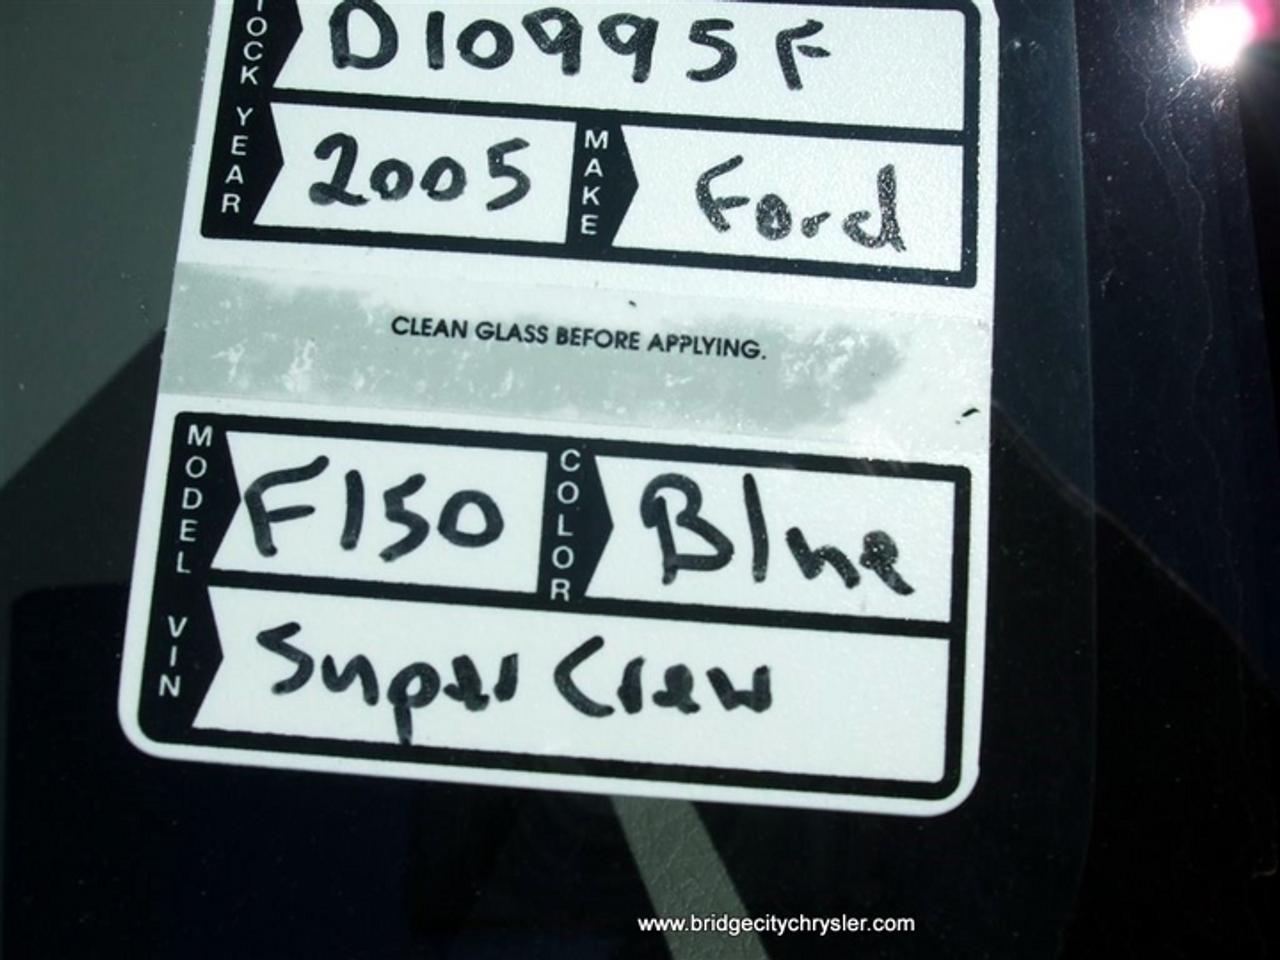 TOCK D10995F
YEAR 2005 MAKE Ford
CLEAN GLASS BEFORE APPLYING.
MODEL F150 COLOR Blue
VIN Super Crew
www.bridgecitychrysler.com